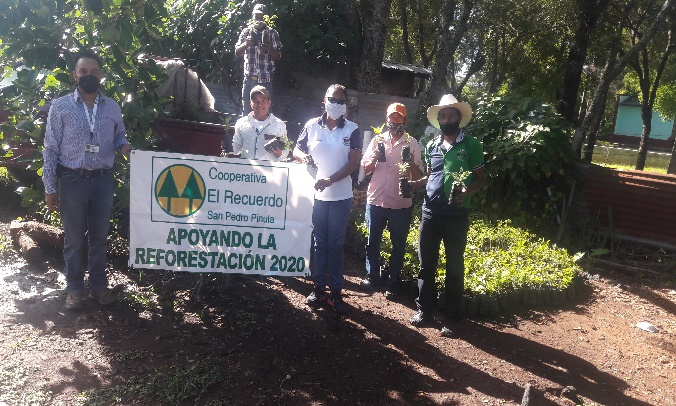 Cooperativa
El Recuerdo
San Pedro Pinula
APOYANDO LA
REFORESTACIÓN 2020